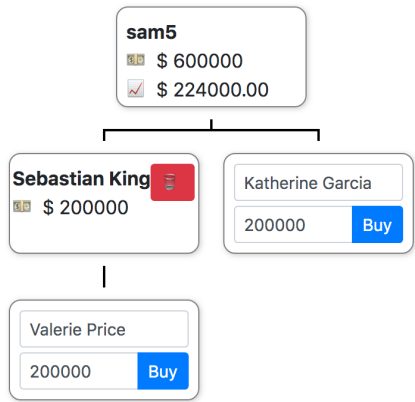 sam5
$ 600000
$ 224000.00
Sebastian King
$ 200000
Katherine Garcia
200000 Buy
Valerie Price
200000 Buy